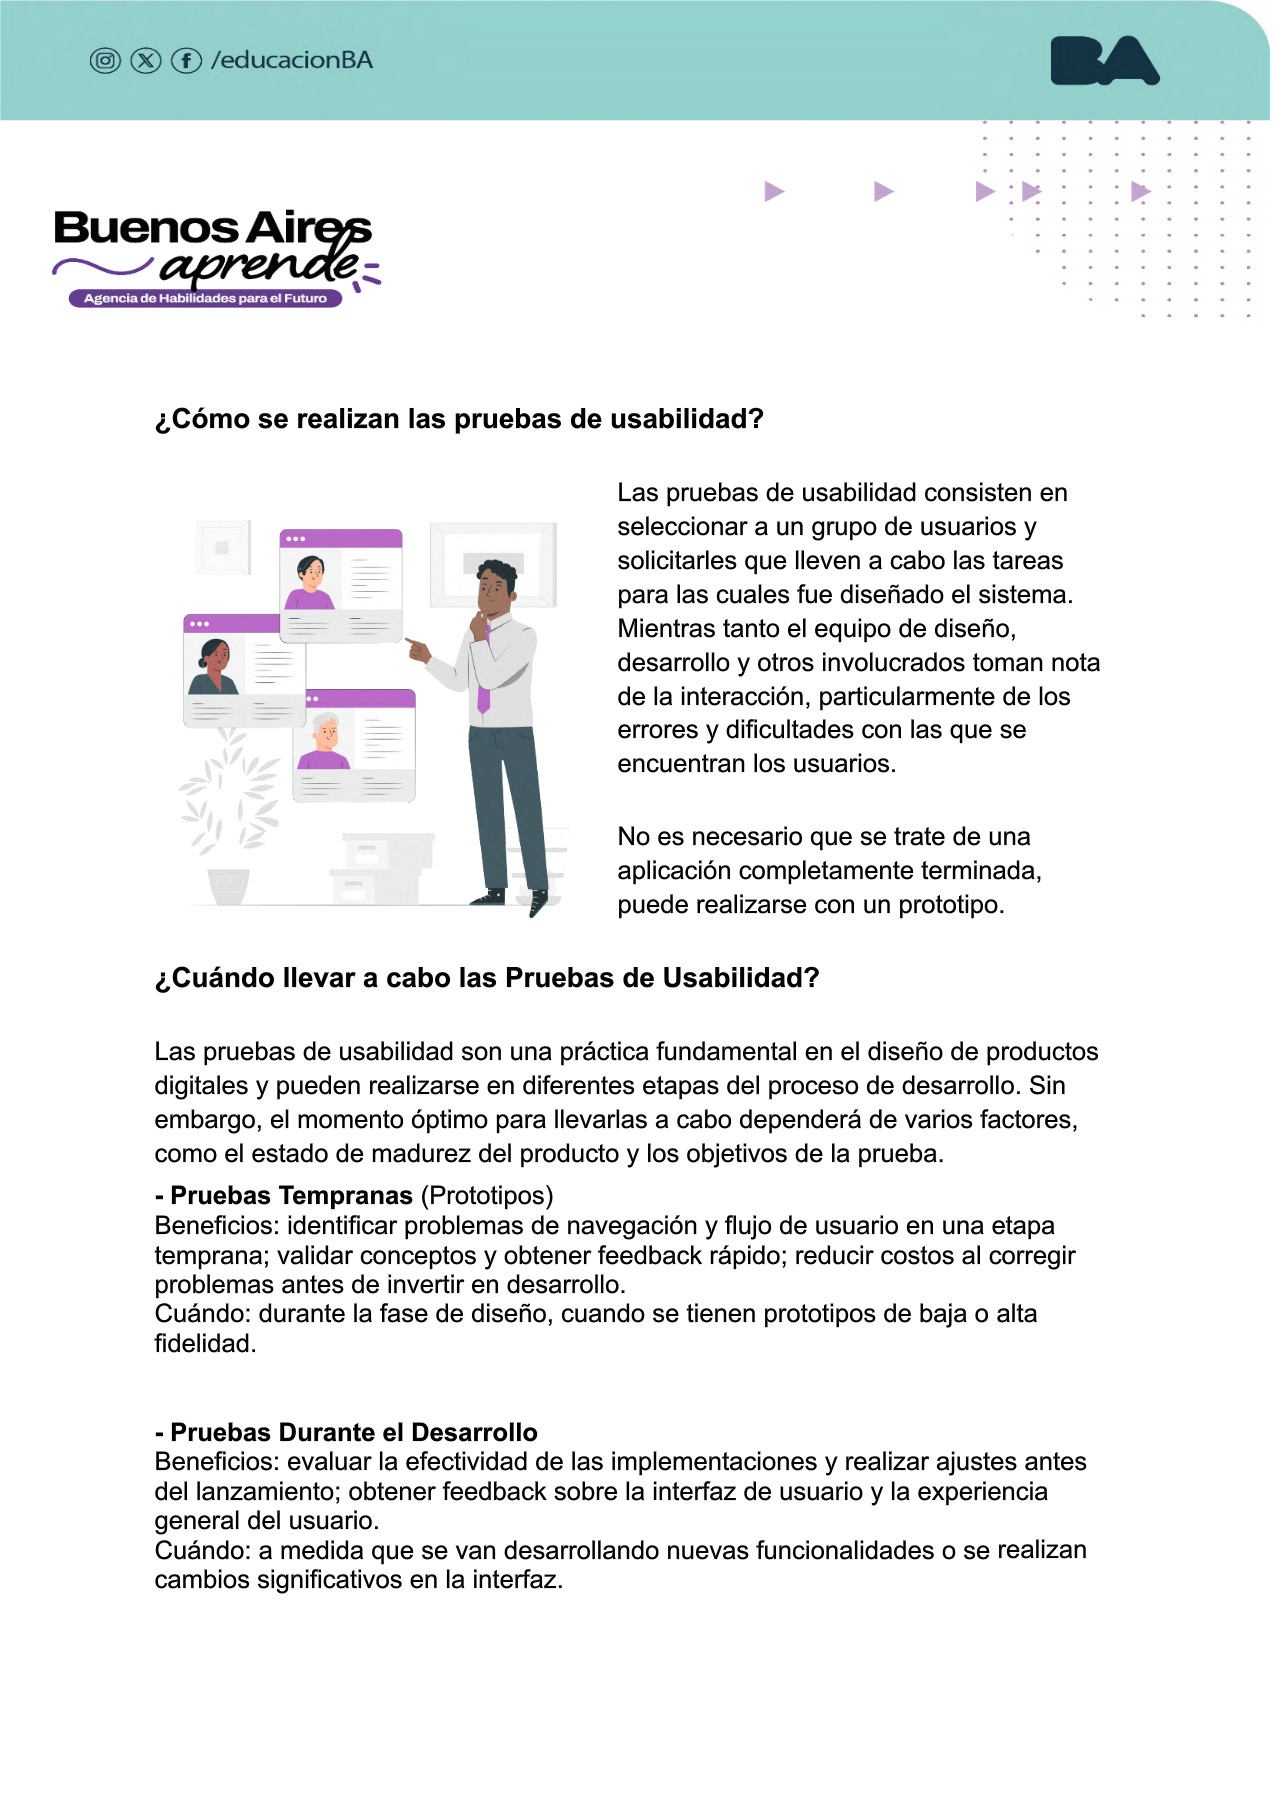 /educacionBA
BA
Buenos Aires
aprende
Agencia de Habilidades para el Futuro
¿Cómo se realizan las pruebas de usabilidad?
Las pruebas de usabilidad consisten en
seleccionar a un grupo de usuarios y
solicitarles que lleven a cabo las tareas
para las cuales fue diseñado el sistema.
Mientras tanto el equipo de diseño,
desarrollo y otros involucrados toman nota
de la interacción, particularmente de los
errores y dificultades con las que se
encuentran los usuarios.
No es necesario que se trate de una
aplicación completamente terminada,
puede realizarse con un prototipo.
¿Cuándo llevar a cabo las Pruebas de Usabilidad?
Las pruebas de usabilidad son una práctica fundamental en el diseño de productos
digitales y pueden realizarse en diferentes etapas del proceso de desarrollo. Sin
embargo, el momento óptimo para llevarlas a cabo dependerá de varios factores,
como el estado de madurez del producto y los objetivos de la prueba.
- Pruebas Tempranas (Prototipos)
Beneficios: identificar problemas de navegación y flujo de usuario en una etapa
temprana; validar conceptos y obtener feedback rápido; reducir costos al corregir
problemas antes de invertir en desarrollo.
Cuándo: durante la fase de diseño, cuando se tienen prototipos de baja o alta
fidelidad.
- Pruebas Durante el Desarrollo
Beneficios: evaluar la efectividad de las implementaciones y realizar ajustes antes
del lanzamiento; obtener feedback sobre la interfaz de usuario y la experiencia
general del usuario.
Cuándo: a medida que se van desarrollando nuevas funcionalidades o se realizan
cambios significativos en la interfaz.